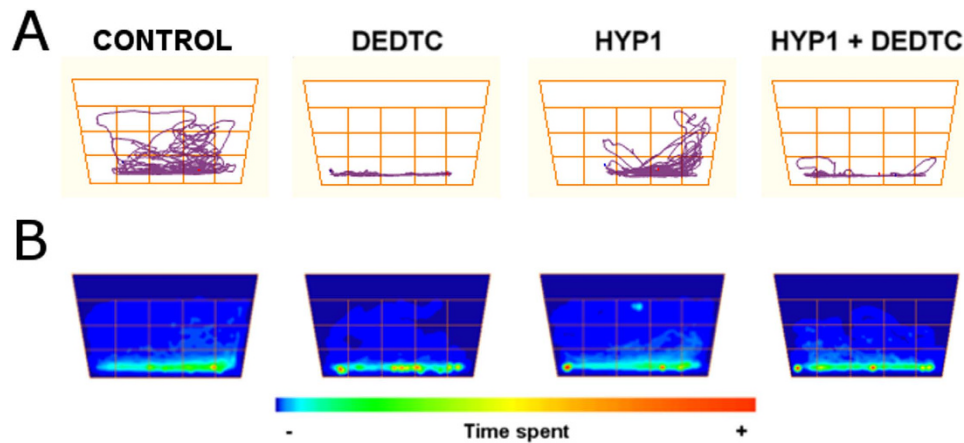 A
CONTROL DEDTC HYP1 HYP1 + DEDTC
B
- Time spent +